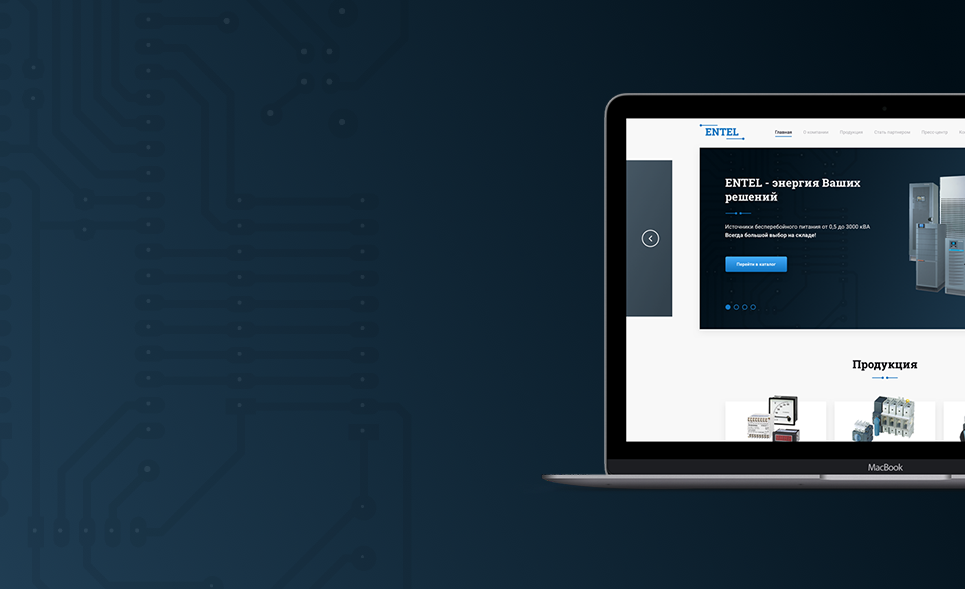 ENTEL
Главная О компании Продукция Стать партнером Пресс-центр
ENTEL - энергия Ваших
решений
Источники бесперебойного питания от 0,5 до 3000 кВА
Всегда большой выбор на складе!
Перейти в каталог
Продукция
MacBook